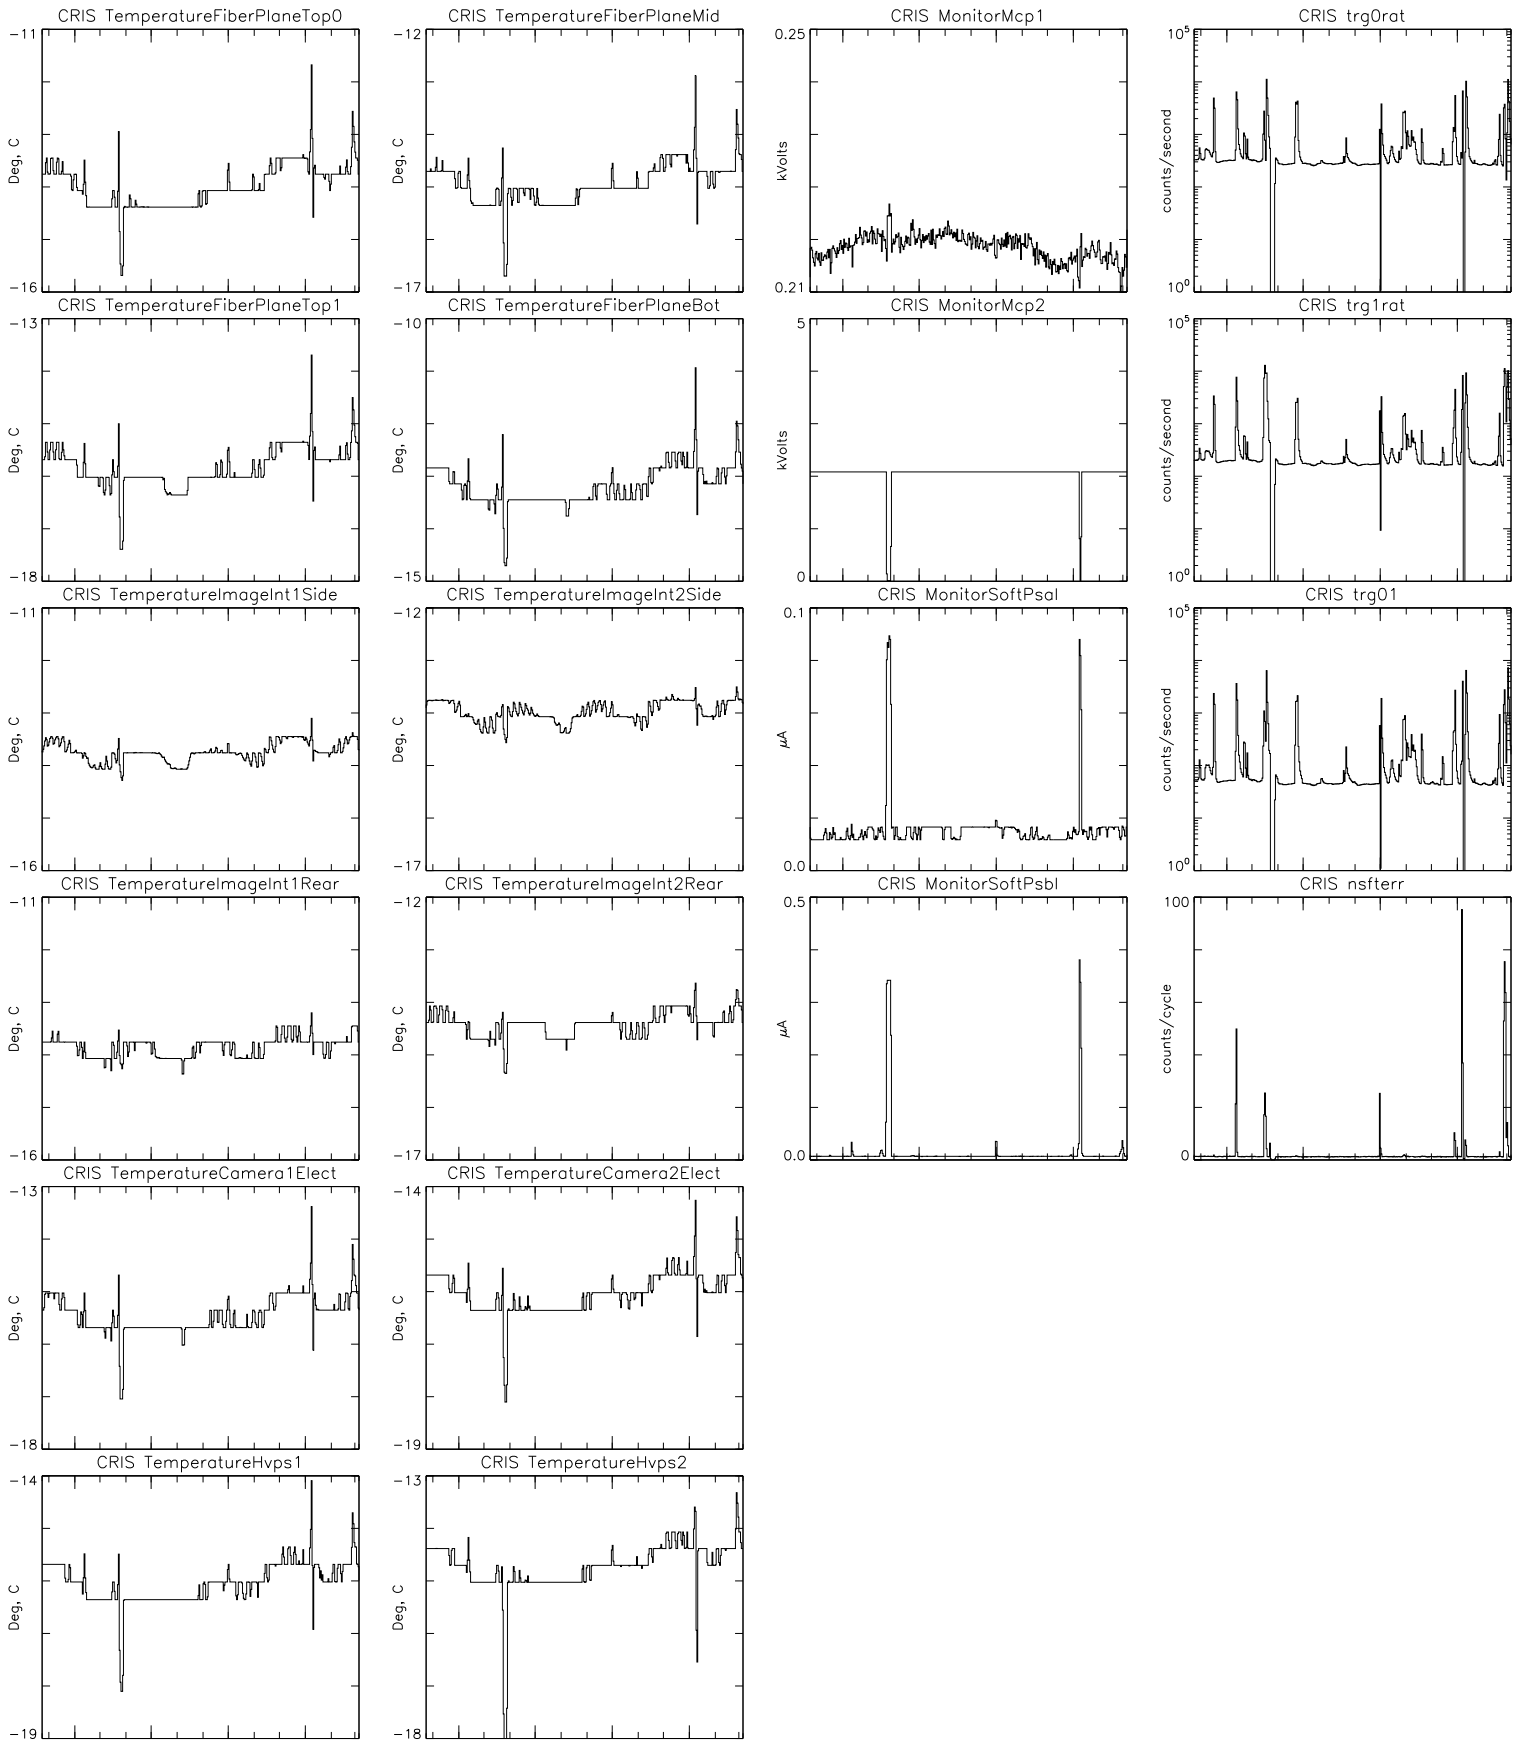 CRIS TemperatureFiberPlaneTop0
CRIS TemperatureFiberPlaneMid
CRIS MonitorMcp1
CRIS trg0rat
-11
Deg, C
-16
-12
Deg, C
-17
0.25
kVolts
0.21
10^5
counts/second
10^0
CRIS TemperatureFiberPlaneTop1
CRIS TemperatureFiberPlaneBot
CRIS MonitorMcp2
CRIS trg1rat
-13
Deg, C
-18
-10
Deg, C
-15
5
kVolts
0
10^5
counts/second
10^0
CRIS TemperatureImageInt1Side
CRIS TemperatureImageInt2Side
CRIS MonitorSoftPsaI
CRIS trg01
-11
Deg, C
-16
-12
Deg, C
-17
0.1
μA
0.0
10^5
counts/second
10^0
CRIS TemperatureImageInt1Rear
CRIS TemperatureImageInt2Rear
CRIS MonitorSoftPsbI
CRIS nsfterr
-11
Deg, C
-16
-12
Deg, C
-17
0.5
μA
0.0
100
counts/cycle
0
CRIS TemperatureCamera1Elect
CRIS TemperatureCamera2Elect
-13
Deg, C
-18
-14
Deg, C
-19
CRIS TemperatureHvps1
CRIS TemperatureHvps2
-14
Deg, C
-19
-13
Deg, C
-18